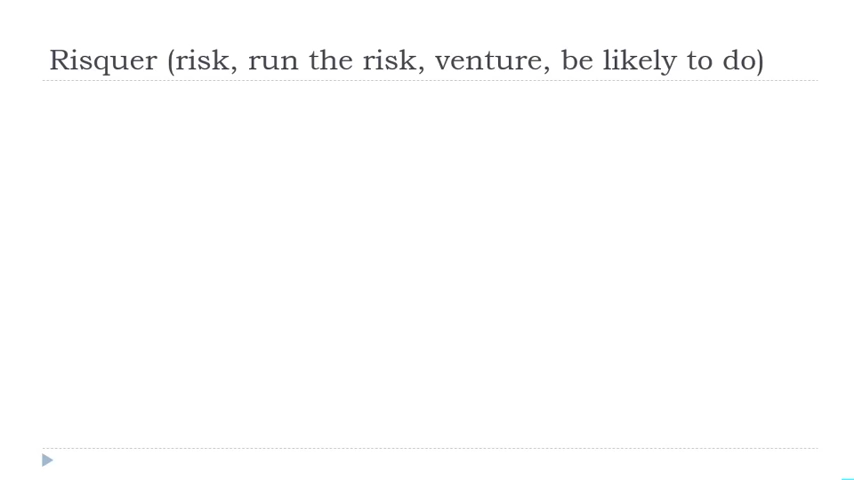 Risquer (risk, run the risk, venture, be likely to do)